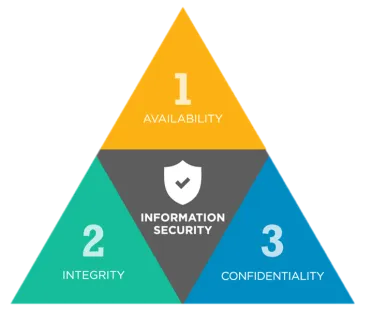 1
AVAILABILITY
INFORMATION
SECURITY
2
INTEGRITY
3
CONFIDENTIALITY